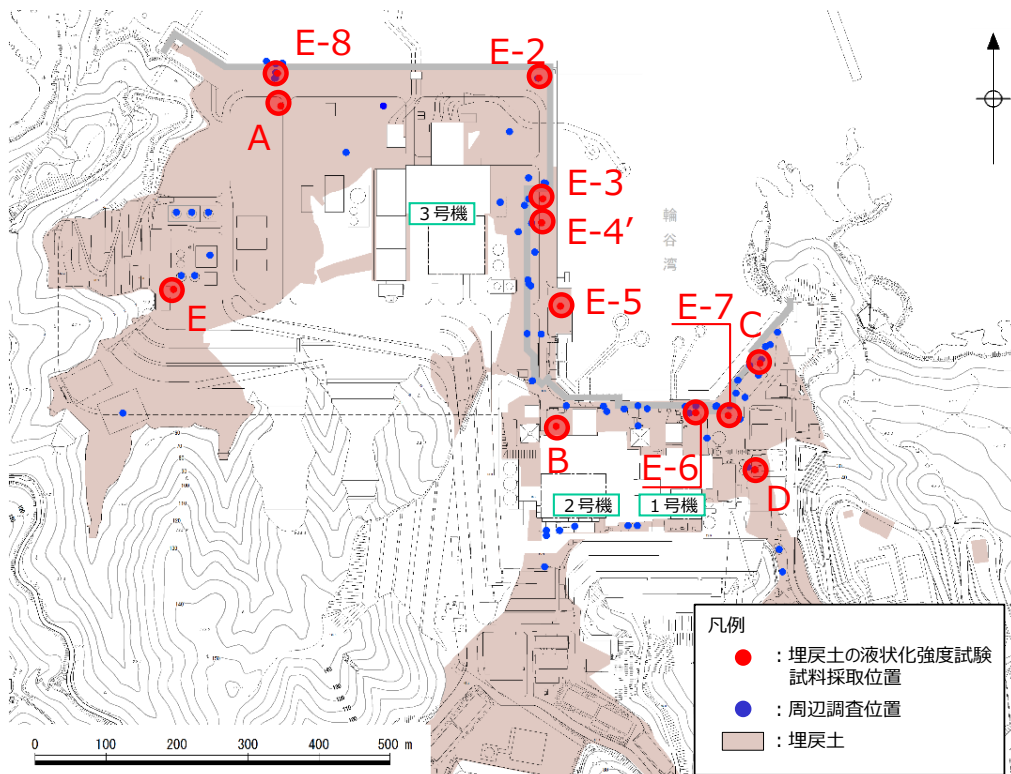 E-8
E-2
A
E-3
3号機
E-4’
輪谷湾
E
E-5
E-7
C
B
E-6
D
2号機
1号機
凡例
：埋戻土の液状化強度試験
試料採取位置
：周辺調査位置
：埋戻土
0 100 200 300 400 500 m